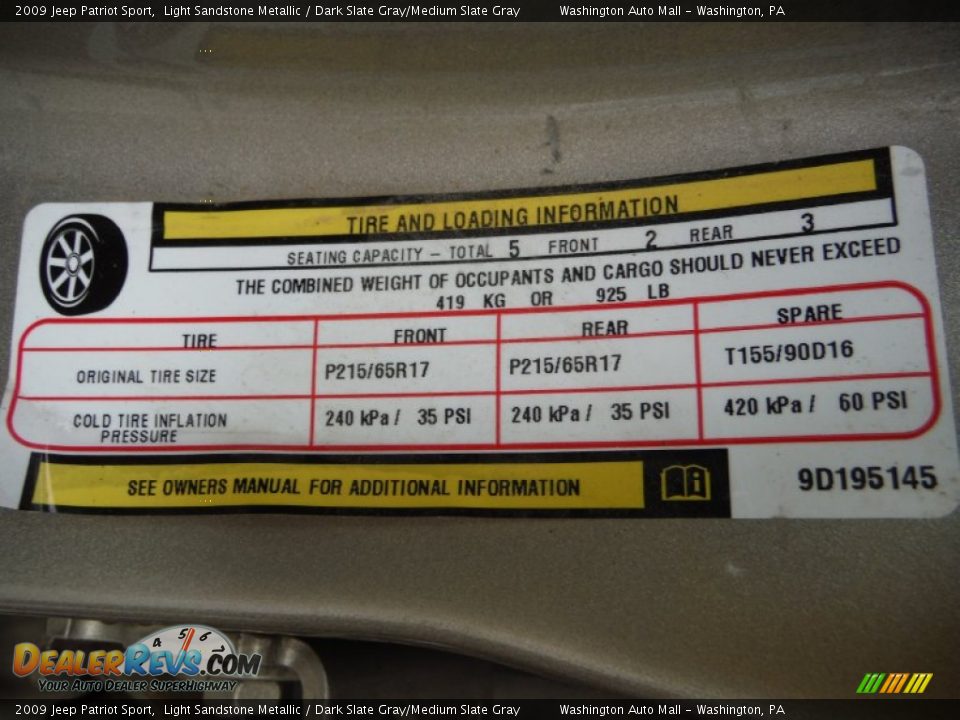 2009 Jeep Patriot Sport, Light Sandstone Metallic / Dark Slate Gray/Medium Slate Gray Washington Auto Mall - Washington, PA
TIRE AND LOADING INFORMATION
SEATING CAPACITY – TOTAL 5 FRONT 2 REAR 3
THE COMBINED WEIGHT OF OCCUPANTS AND CARGO SHOULD NEVER EXCEED
419 KG OR 925 LB
TIRE FRONT REAR SPARE
ORIGINAL TIRE SIZE P215/65R17 P215/65R17 T155/90D16
COLD TIRE INFLATION PRESSURE 240 kPa / 35 PSI 240 kPa / 35 PSI 420 kPa / 60 PSI
SEE OWNERS MANUAL FOR ADDITIONAL INFORMATION
9D195145
4 5 6
DEALERREVS.COM
YOUR AUTO DEALER SUPERHIGHWAY
2009 Jeep Patriot Sport, Light Sandstone Metallic / Dark Slate Gray/Medium Slate Gray Washington Auto Mall - Washington, PA